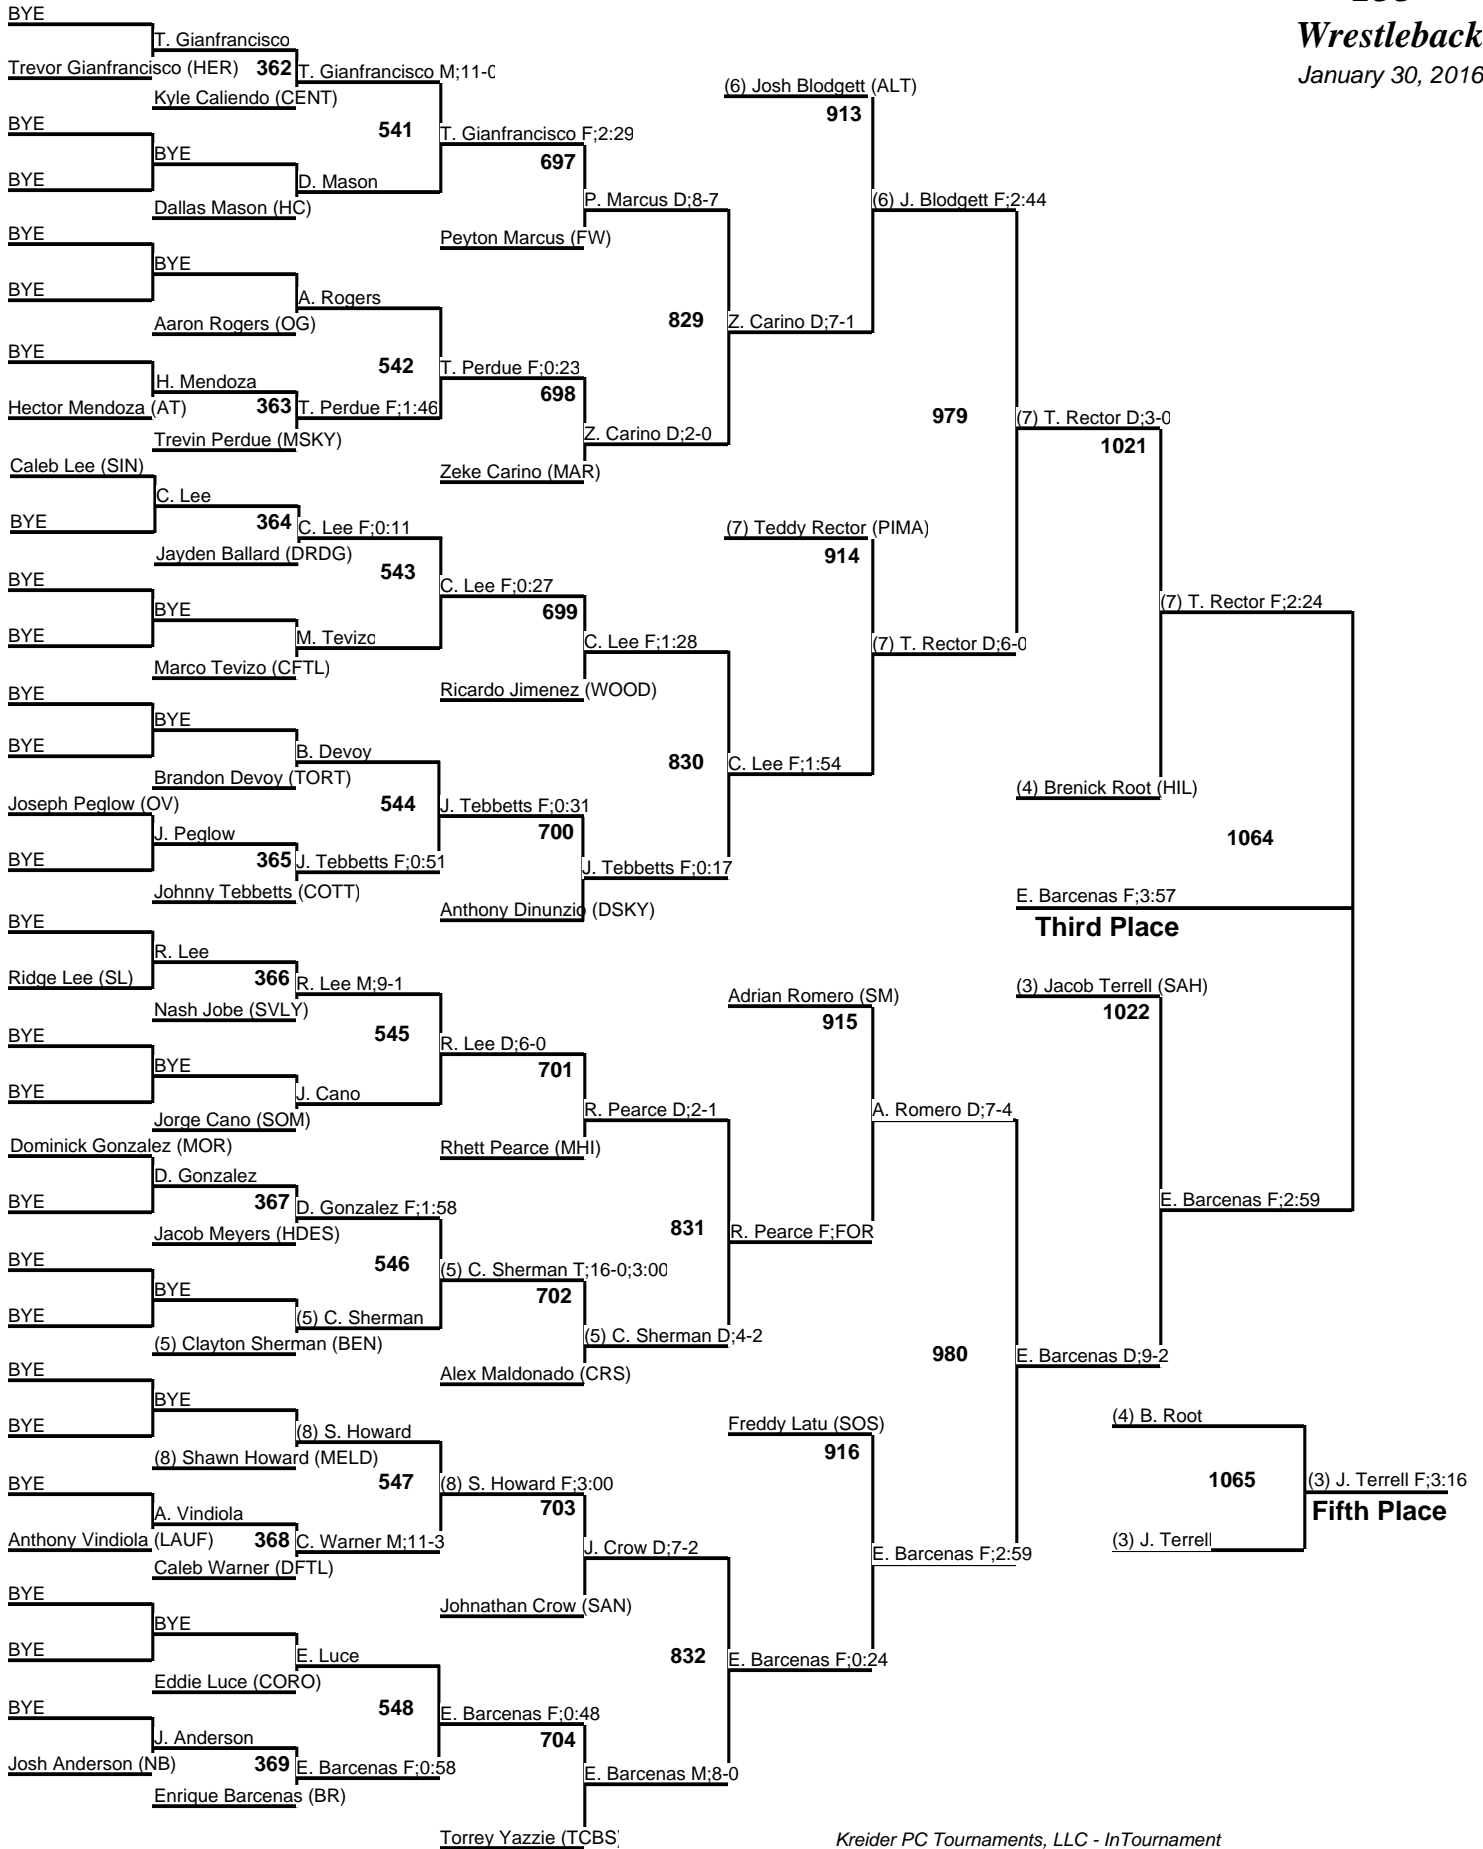 Wrestleback
January 30, 2016
BYE
T. Gianfrancisco
Trevor Gianfrancisco (HER)
362
T. Gianfrancisco M;11-0
Kyle Caliendo (CENT)
541
BYE
BYE
BYE
D. Mason
Dallas Mason (HC)
T. Gianfrancisco F;2:29
697
P. Marcus D;8-7
Peyton Marcus (FW)
BYE
BYE
BYE
A. Rogers
Aaron Rogers (OG)
542
BYE
H. Mendoza
Hector Mendoza (AT)
363
T. Perdue F;1:46
Trevin Perdue (MSKY)
T. Perdue F;0:23
698
Z. Carino D;2-0
Zeke Carino (MAR)
829
Z. Carino D;7-1
(6) Josh Blodgett (ALT)
913
(6) J. Blodgett F;2:44
Caleb Lee (SIN)
C. Lee
BYE
364
C. Lee F;0:11
Jayden Ballard (DRDG)
543
BYE
BYE
BYE
M. Tevizo
Marco Tevizo (CFTL)
C. Lee F;0:27
699
C. Lee F;1:28
Ricardo Jimenez (WOOD)
BYE
BYE
BYE
B. Devoy
Brandon Devoy (TORT)
544
Joseph Peglow (OV)
J. Peglow
BYE
365
J. Tebbetts F;0:51
Johnny Tebbetts (COTT)
J. Tebbetts F;0:31
700
J. Tebbetts F;0:17
Anthony Dinunzio (DSKY)
830
C. Lee F;1:54
(7) Teddy Rector (PIMA)
914
(7) T. Rector D;6-0
979
(7) T. Rector D;3-0
1021
(4) Brenick Root (HIL)
(7) T. Rector F;2:24
1064
E. Barcenas F;3:57
Third Place
BYE
R. Lee
Ridge Lee (SL)
366
R. Lee M;9-1
Nash Jobe (SVLY)
545
BYE
BYE
BYE
J. Cano
Jorge Cano (SOM)
R. Lee D;6-0
701
R. Pearce D;2-1
Rhett Pearce (MHI)
Dominick Gonzalez (MOR)
D. Gonzalez
BYE
367
D. Gonzalez F;1:58
Jacob Meyers (HDES)
546
BYE
BYE
BYE
(5) C. Sherman
(5) Clayton Sherman (BEN)
(5) C. Sherman T;16-0;3:00
702
(5) C. Sherman D;4-2
Alex Maldonado (CRS)
831
R. Pearce F;FOR
Adrian Romero (SM)
915
A. Romero D;7-4
BYE
BYE
BYE
(8) S. Howard
(8) Shawn Howard (MELD)
547
BYE
A. Vindiola
Anthony Vindiola (LAUF)
368
C. Warner M;11-3
Caleb Warner (DFTL)
(8) S. Howard F;3:00
703
J. Crow D;7-2
Johnathan Crow (SAN)
BYE
BYE
BYE
E. Luce
Eddie Luce (CORO)
548
BYE
J. Anderson
Josh Anderson (NB)
369
E. Barcenas F;0:58
Enrique Barcenas (BR)
E. Barcenas F;0:48
704
E. Barcenas M;8-0
Torrey Yazzie (TCBS)
832
E. Barcenas F;0:24
Freddy Latu (SOS)
916
E. Barcenas F;2:59
980
E. Barcenas D;9-2
(3) Jacob Terrell (SAH)
1022
E. Barcenas F;2:59
(4) B. Root
1065
(3) J. Terrell
(3) J. Terrell F;3:16
Fifth Place
Kreider PC Tournaments, LLC - InTournament